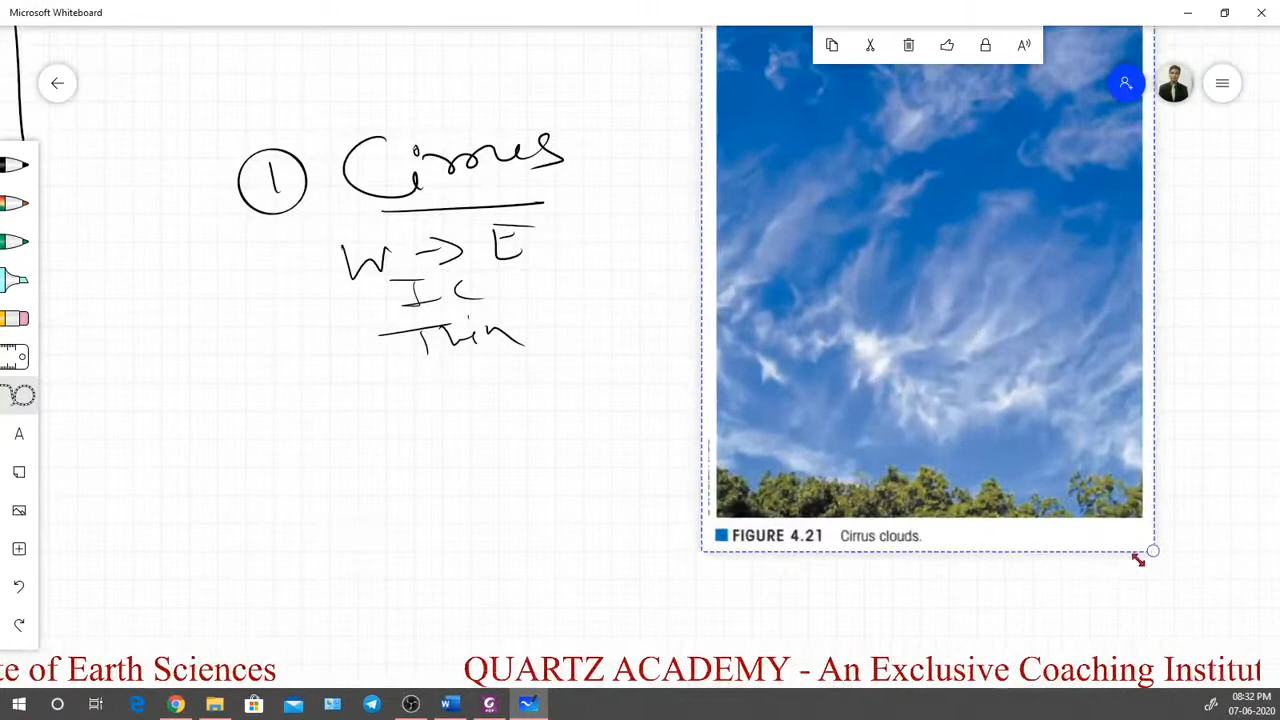 Microsoft Whiteboard
1 Cirrus
W → E
I C
Thin
FIGURE 4.21 Cirrus clouds.
te of Earth Sciences QUARTZ ACADEMY - An Exclusive Coaching Institut
08:32 PM
07-06-2020